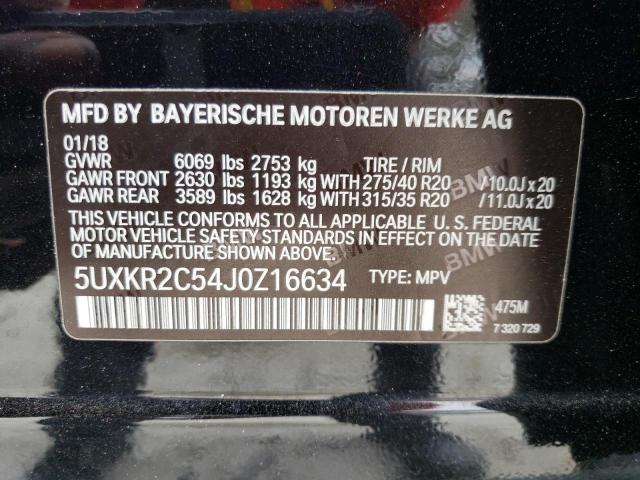 MFD BY BAYERISCHE MOTOREN WERKE AG
01/18
GVWR 6069 lbs 2753 kg TIRE / RIM
GAWR FRONT 2630 lbs 1193 kg WITH 275/40 R20 / 10.0J x 20
GAWR REAR 3589 lbs 1628 kg WITH 315/35 R20 / 11.0J x 20
THIS VEHICLE CONFORMS TO ALL APPLICABLE U. S. FEDERAL
MOTOR VEHICLE SAFETY STANDARDS IN EFFECT ON THE DATE
OF MANUFACTURE SHOWN ABOVE.
5UXKR2C54J0Z16634 TYPE: MPV
475M
7 320 729